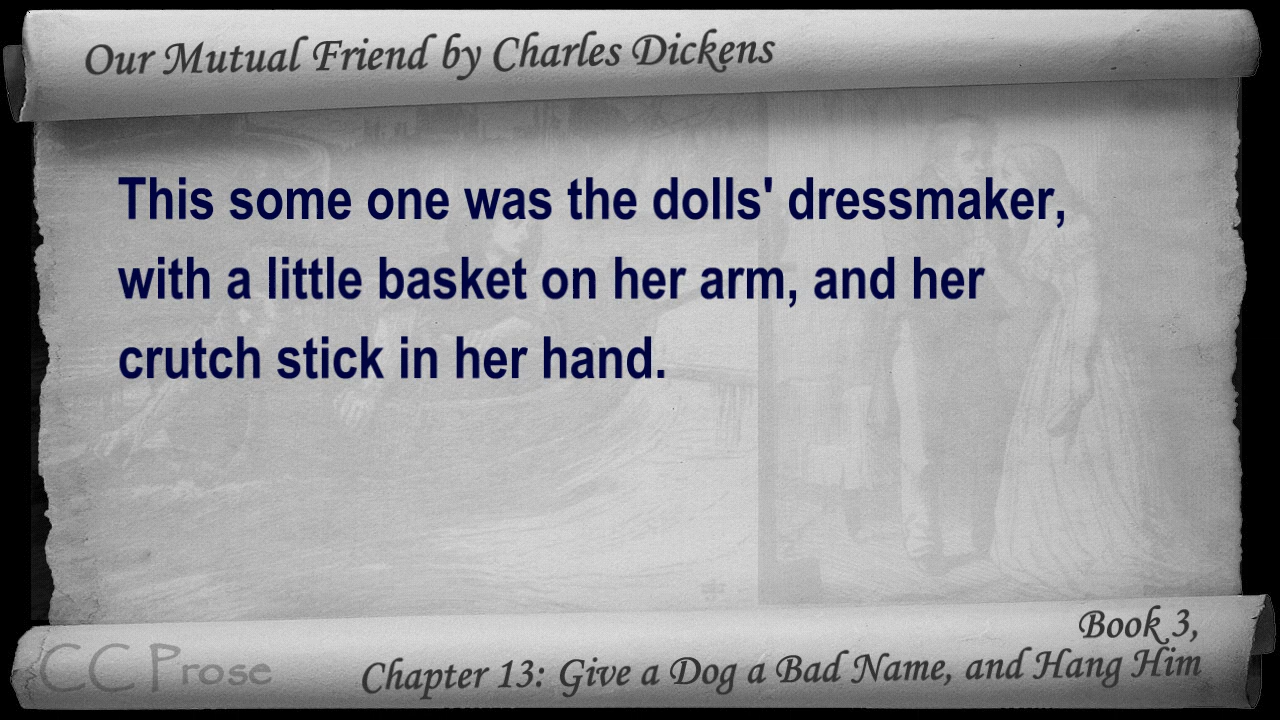 Our Mutual Friend by Charles Dickens
This some one was the dolls' dressmaker,
with a little basket on her arm, and her
crutch stick in her hand.
Book 3,
Chapter 13: Give a Dog a Bad Name, and Hang Him
CC Prose